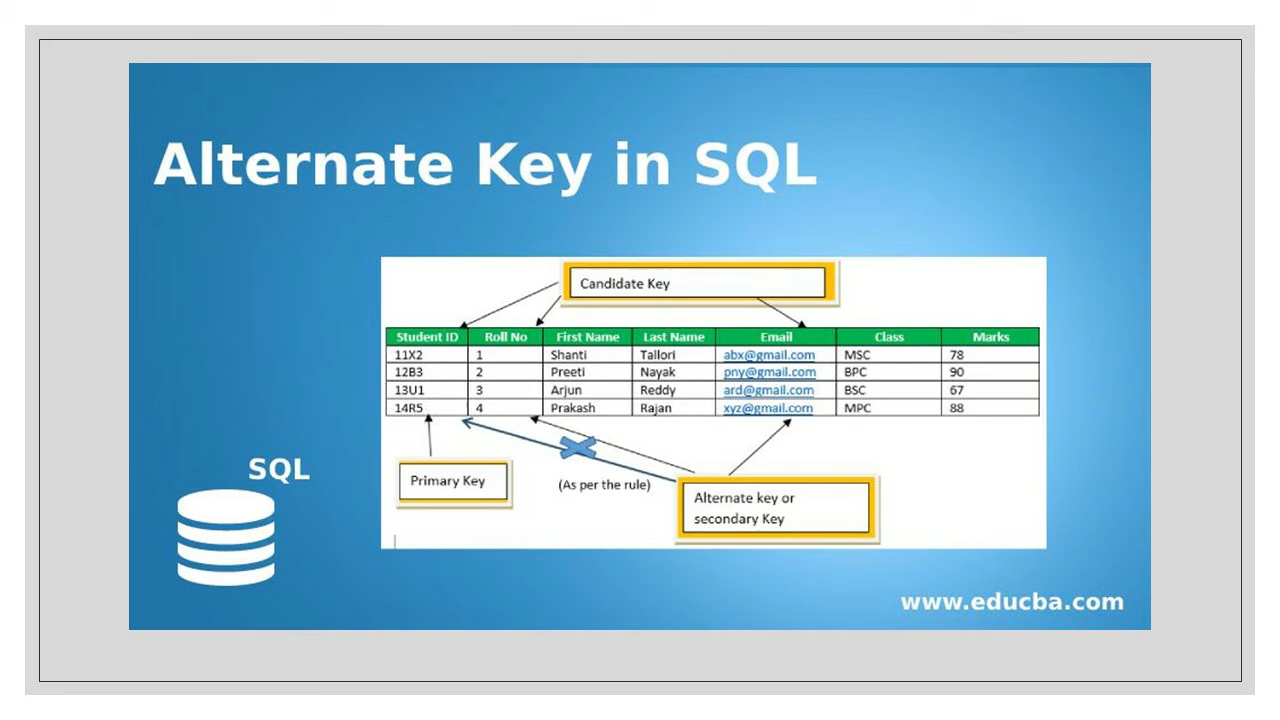 Alternate Key in SQL
Candidate Key
Student ID Roll No First Name Last Name Email Class Marks
11X2 1 Shanti Tallori abx@gmail.com MSC 78
12B3 2 Preeti Nayak pny@gmail.com BPC 90
13U1 3 Arjun Reddy ard@gmail.com BSC 67
14R5 4 Prakash Rajan xyz@gmail.com MPC 88
Primary Key
(As per the rule)
Alternate key or
secondary Key
SQL
www.educba.com